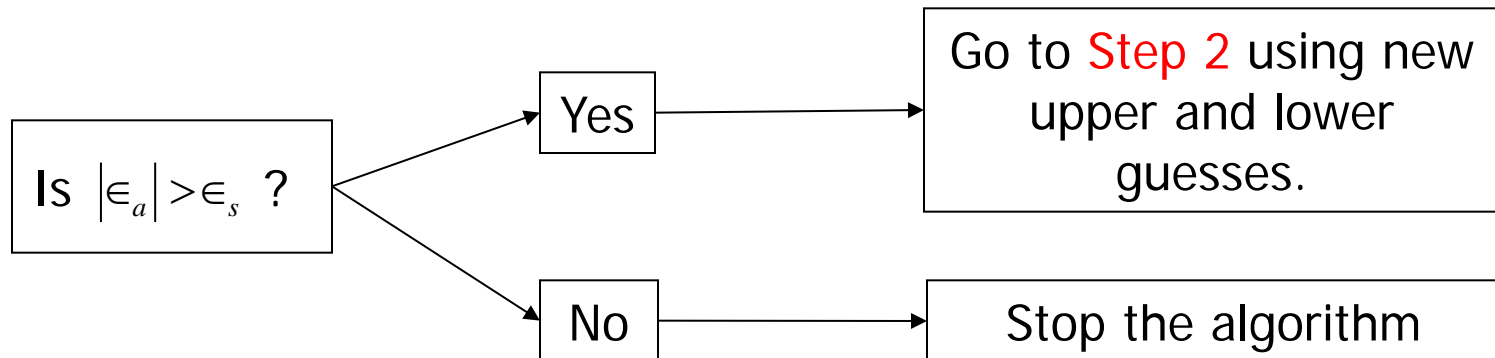 Is |∈ₐ| >∈ₛ ?
Yes
Go to Step 2 using new
upper and lower
guesses.
No
Stop the algorithm